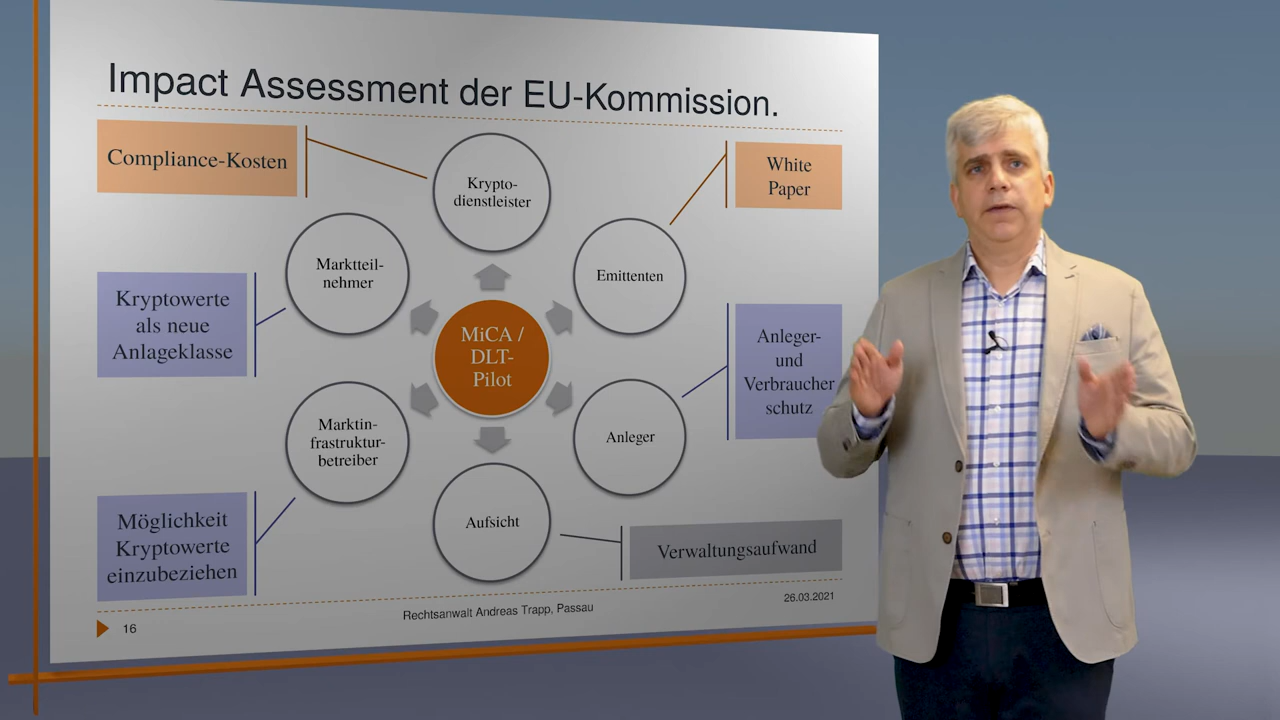 Impact Assessment der EU-Kommission.
Compliance-Kosten
Krypto-
dienstleister
White
Paper
Marktteil-
nehmer
Emittenten
Kryptowerte
als neue
Anlageklasse
MiCA /
DLT-
Pilot
Anleger-
und
Verbraucher
schutz
Marktin-
frastruktur-
betreiber
Anleger
Möglichkeit
Kryptowerte
einzubeziehen
Aufsicht
Verwaltungsaufwand
16
Rechtsanwalt Andreas Trapp, Passau
26.03.2021